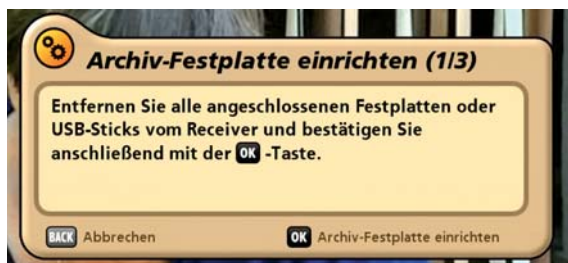 Archiv-Festplatte einrichten (1/3)
Entfernen Sie alle angeschlossenen Festplatten oder
USB-Sticks vom Receiver und bestätigen Sie
anschließend mit der OK -Taste.
BACK Abbrechen OK Archiv-Festplatte einrichten